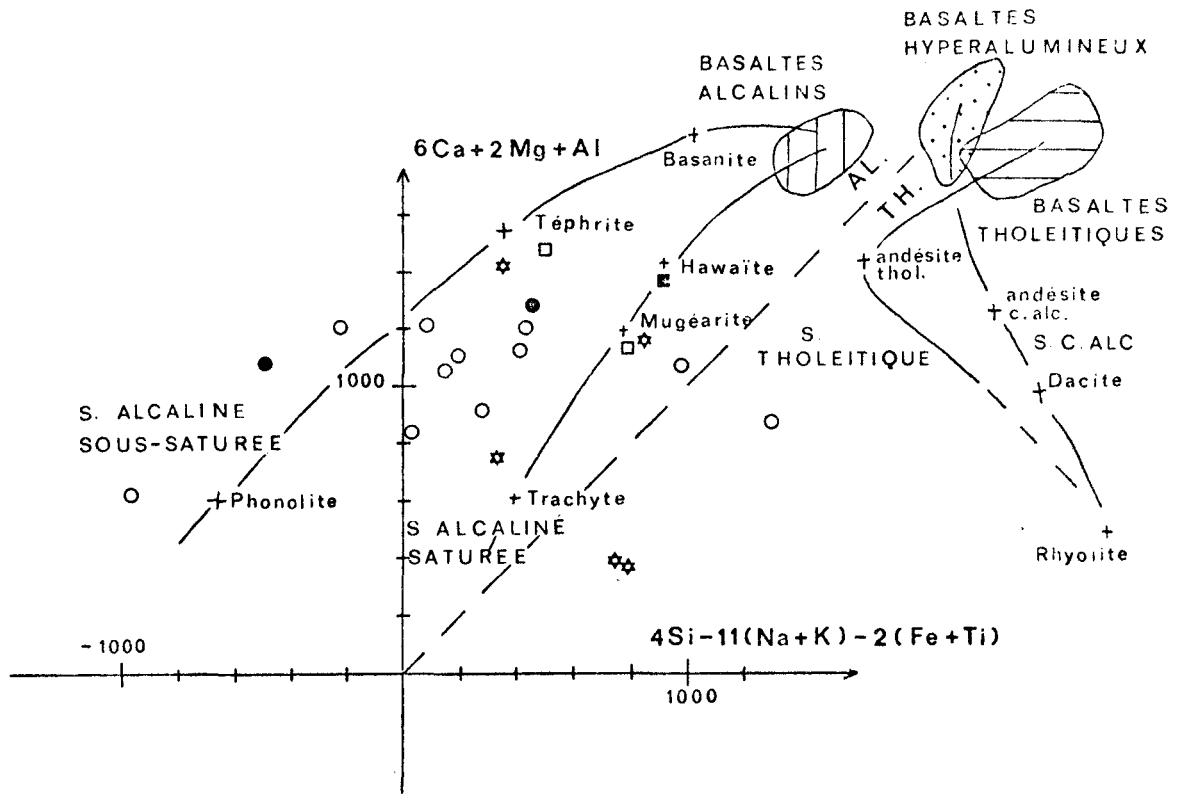 BASALTES
HYPERALUMINEUX
BASALTES
ALCALINS
6Ca+2Mg+Al
Basanite
AL.
TH.
BASALTES
THOLEITIQUES
Téphrite
Hawaïte
andésite
thol.
andésite
c.alc.
Mugéarite
S.
THOLEITIQUE
S.C.ALC
Dacite
1000
S. ALCALINE
SOUS-SATUREE
Phonolite
Trachyte
S ALCALINÉ
SATUREE
Rhyolite
-1000
4Si-11(Na+K)-2(Fe+Ti)
1000